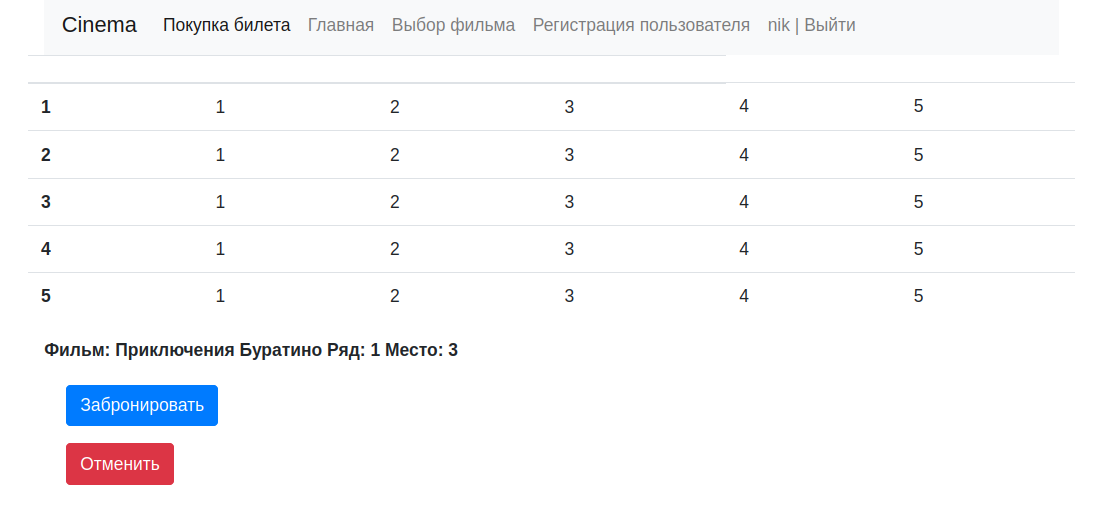 Cinema Покупка билета Главная Выбор фильма Регистрация пользователя nik | Выйти
1 1 2 3 4 5
2 1 2 3 4 5
3 1 2 3 4 5
4 1 2 3 4 5
5 1 2 3 4 5
Фильм: Приключения Буратино Ряд: 1 Место: 3
Забронировать
Отменить